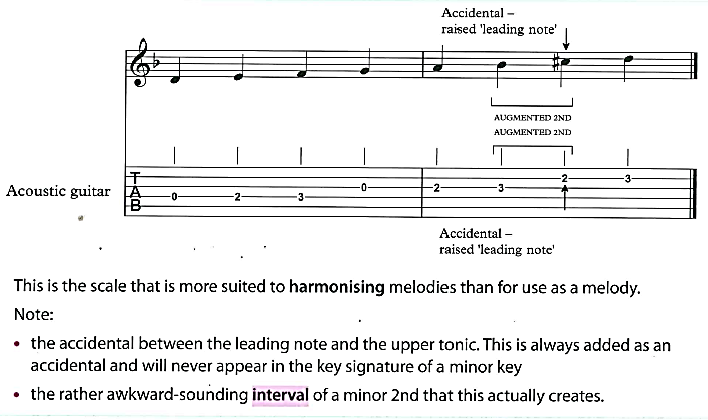 Accidental –
raised 'leading note'
AUGMENTED 2ND
AUGMENTED 2ND
T
A
B
Acoustic guitar
0 2 3 0 2 3 2 3
Accidental –
raised 'leading note'
This is the scale that is more suited to harmonising melodies than for use as a melody.
Note:
• the accidental between the leading note and the upper tonic. This is always added as an
accidental and will never appear in the key signature of a minor key
• the rather awkward-sounding interval of a minor 2nd that this actually creates.